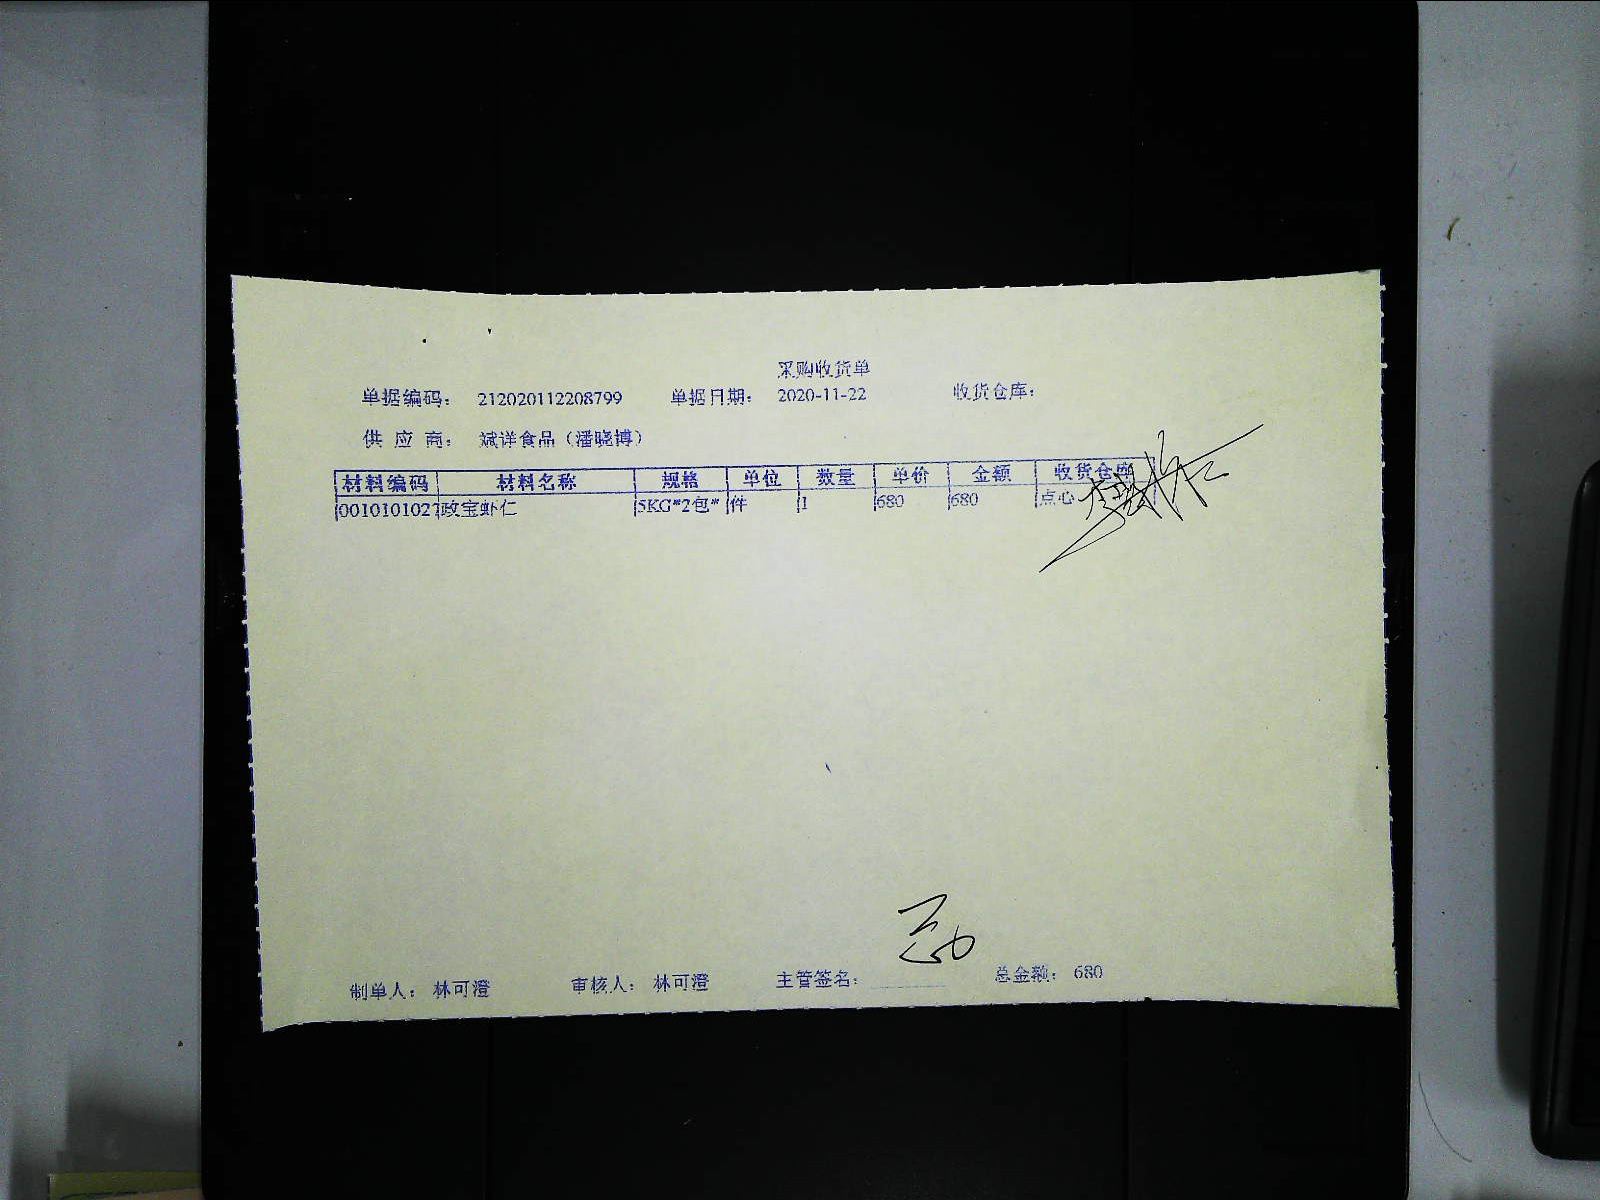 采购收货单
单据编码： 212020112208799 单据日期： 2020-11-22 收货仓库：
供 应 商： 斌洋食品（潘晓博）
材料编码 材料名称 规格 单位 数量 单价 金额 收货仓库
0010101027 政宝虾仁 5KG*2包* 件 1 680 680 点心
制单人： 林可澄 审核人： 林可澄 主管签名： 总金额： 680